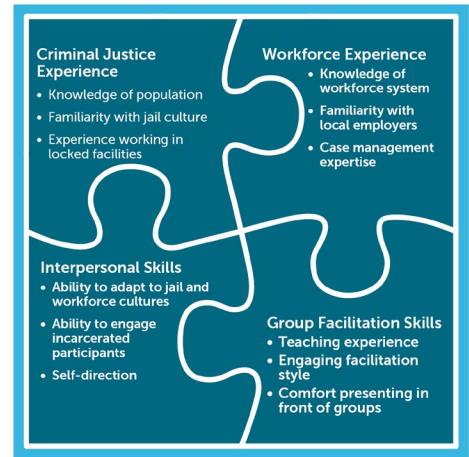 Criminal Justice
Experience
• Knowledge of population
• Familiarity with jail culture
• Experience working in
locked facilities
Workforce Experience
• Knowledge of
workforce system
• Familiarity with
local employers
• Case management
expertise
Interpersonal Skills
• Ability to adapt to jail and
workforce cultures
• Ability to engage
incarcerated
participants
• Self-direction
Group Facilitation Skills
• Teaching experience
• Engaging facilitation
style
• Comfort presenting in
front of groups